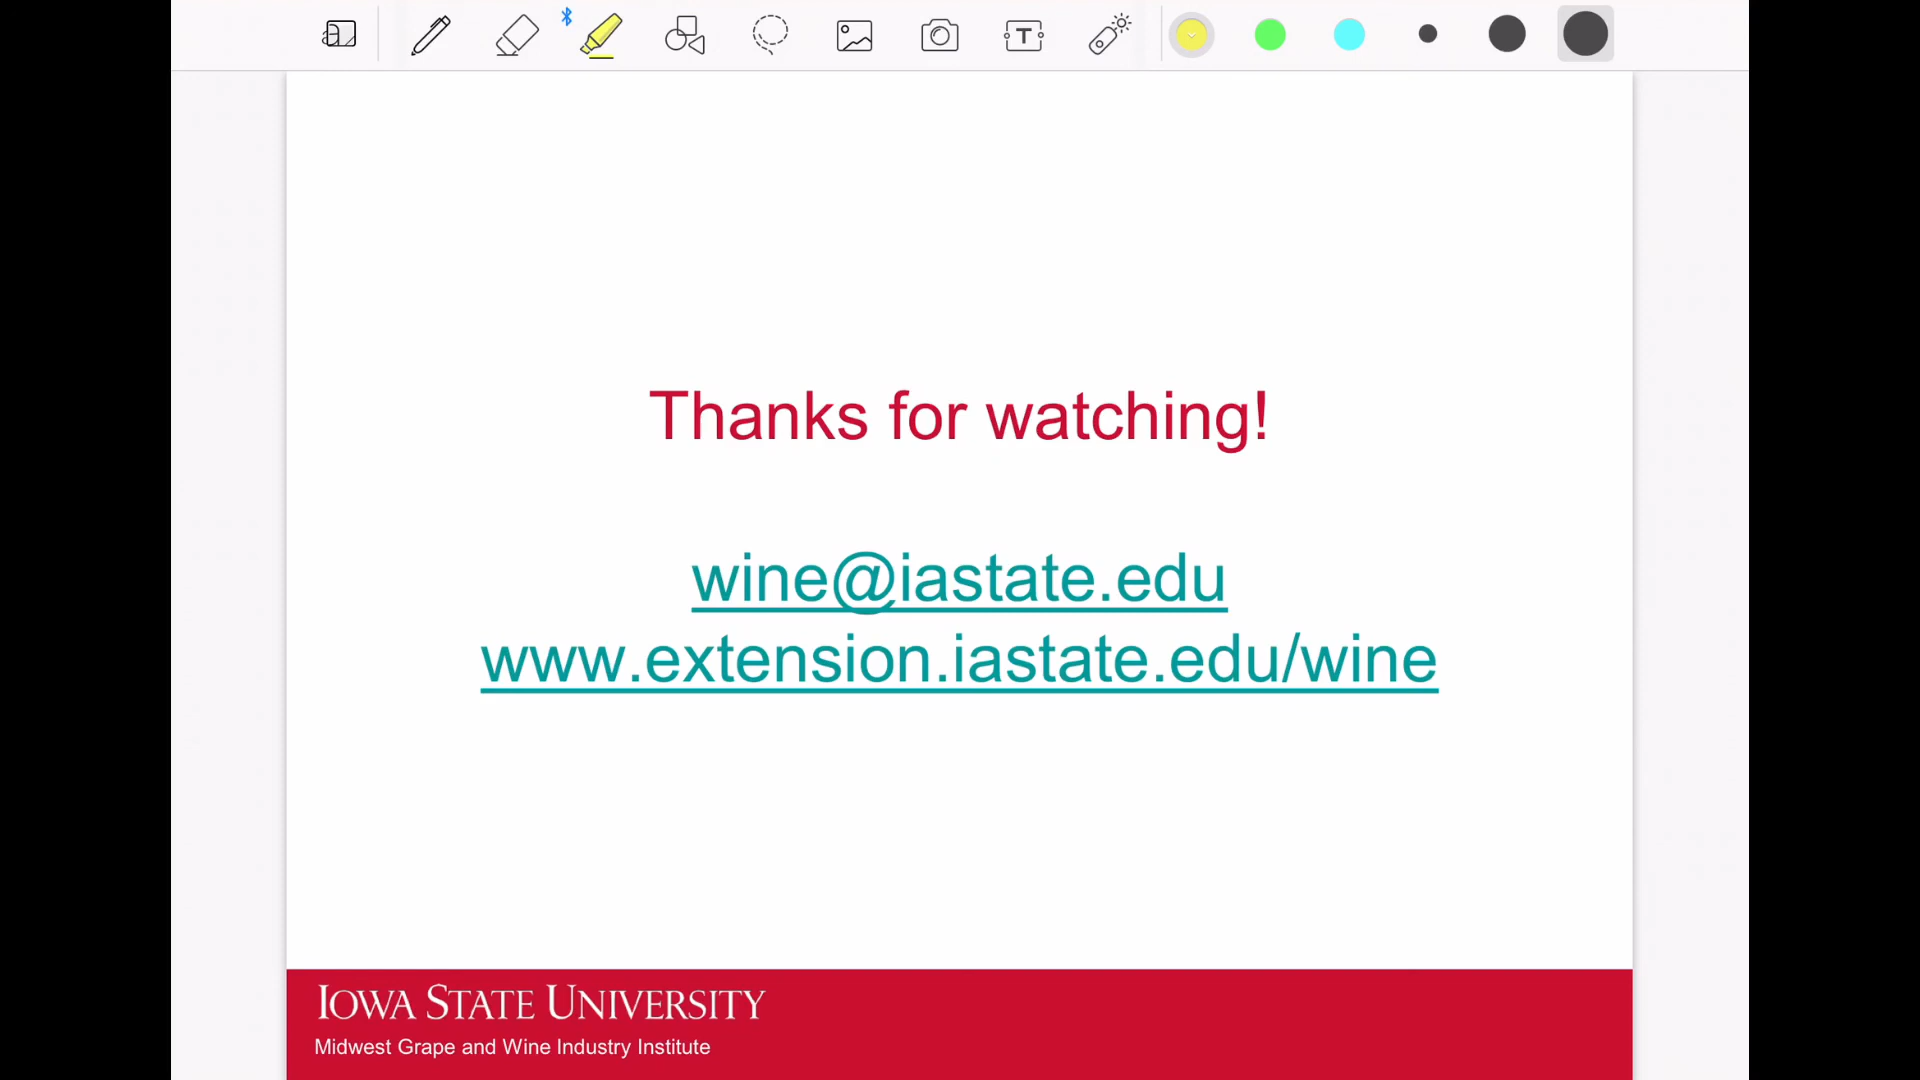 Thanks for watching!
wine@iastate.edu
www.extension.iastate.edu/wine
IOWA STATE UNIVERSITY
Midwest Grape and Wine Industry Institute